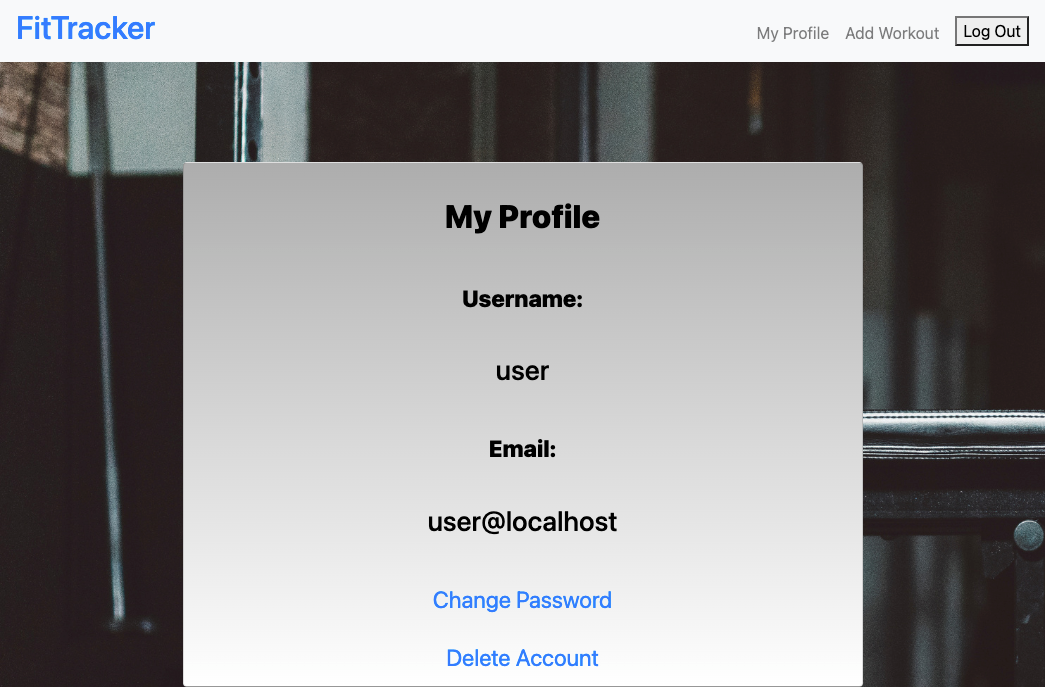 FitTracker
My Profile Add Workout Log Out
My Profile
Username:
user
Email:
user@localhost
Change Password
Delete Account